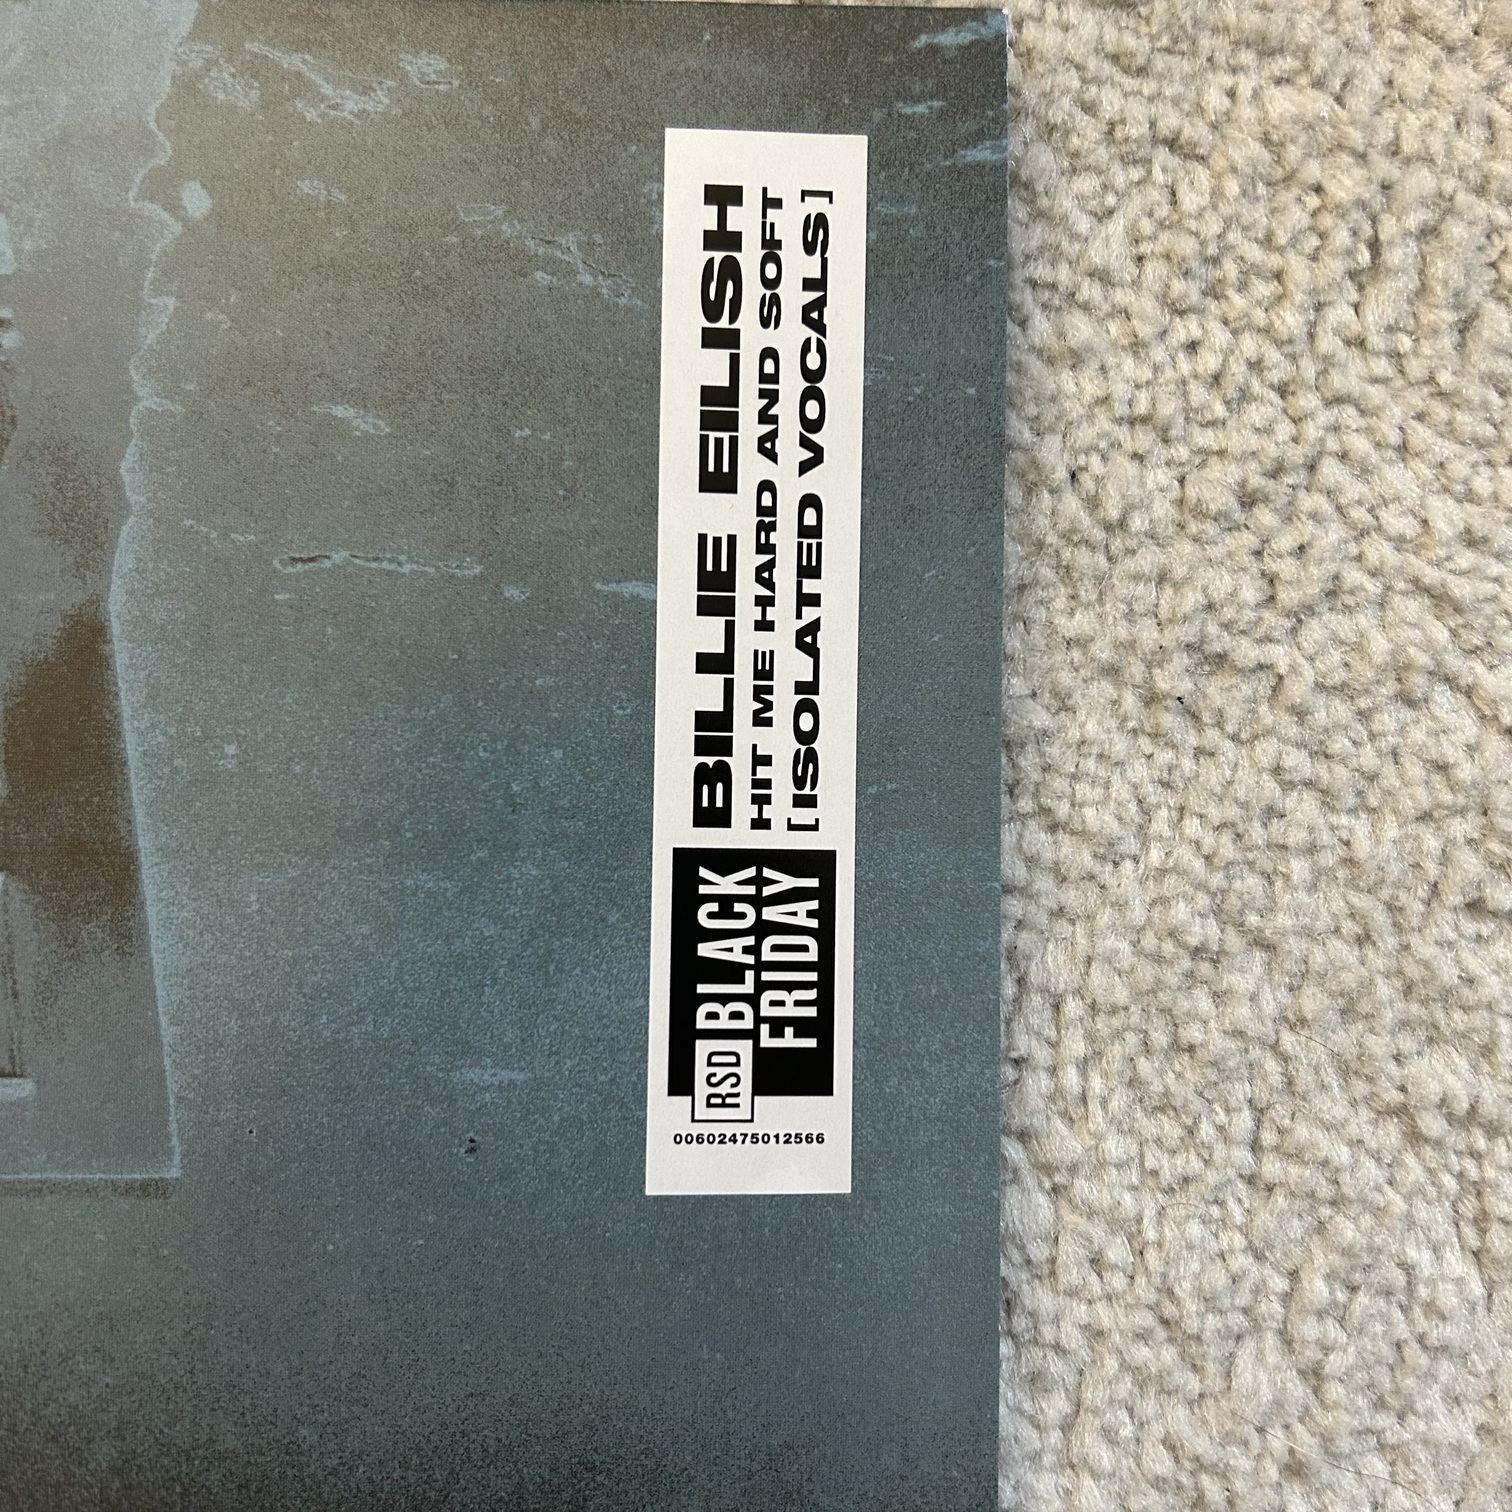 BILLIE EILISH
HIT ME HARD AND SOFT
[ISOLATED VOCALS]
RSD BLACK
FRIDAY
00602475012566